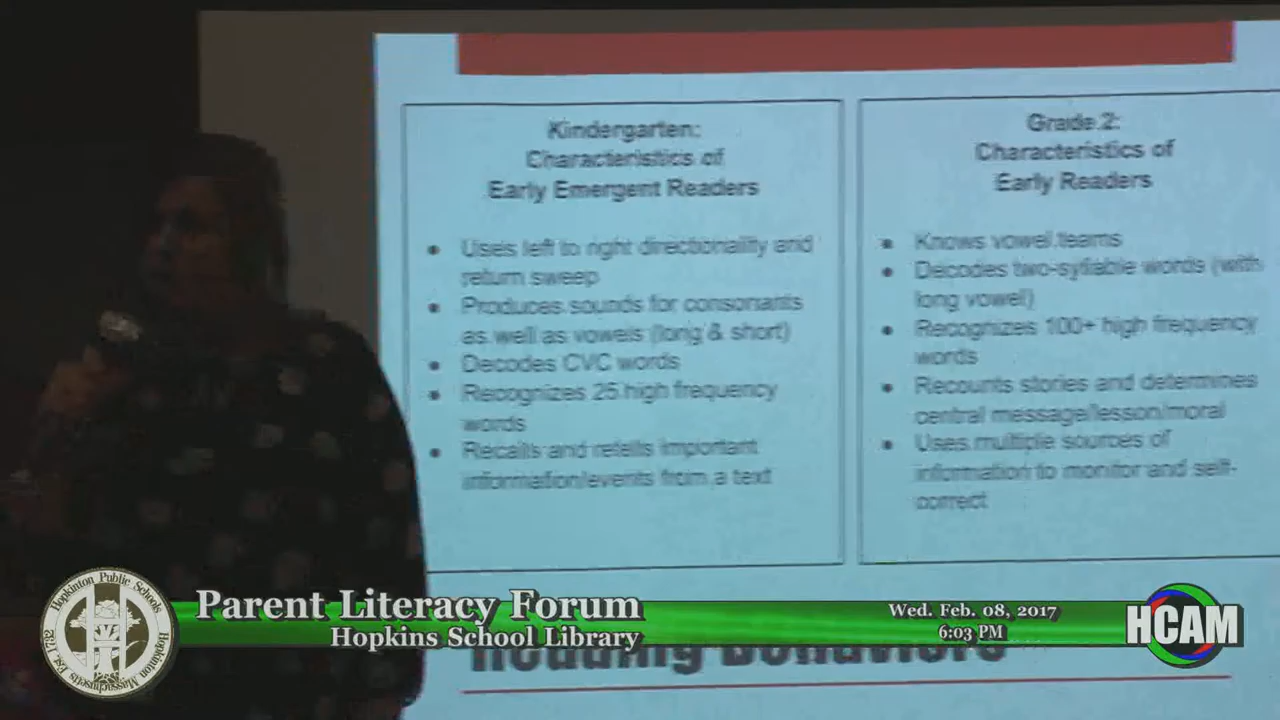 Kindergarten:
Characteristics of
Early Emergent Readers
● Uses left to right directionality and
return sweep
● Produces sounds for consonants
as well as vowels (long & short)
● Decodes CVC words
● Recognizes 25 high frequency
words
● Recalls and retells important
information/events from a text
Grade 2:
Characteristics of
Early Readers
● Knows vowel teams
● Decodes two-syllable words (with
long vowel)
● Recognizes 100+ high frequency
words
● Recounts stories and determines
central message/lesson/moral
● Uses multiple sources of
information to monitor and self-
correct
Reading Behaviors
Hopkinton Public Schools
Hopkinton, Massachusetts
Parent Literacy Forum
Hopkins School Library
Wed. Feb. 08, 2017
6:03 PM
HCAM